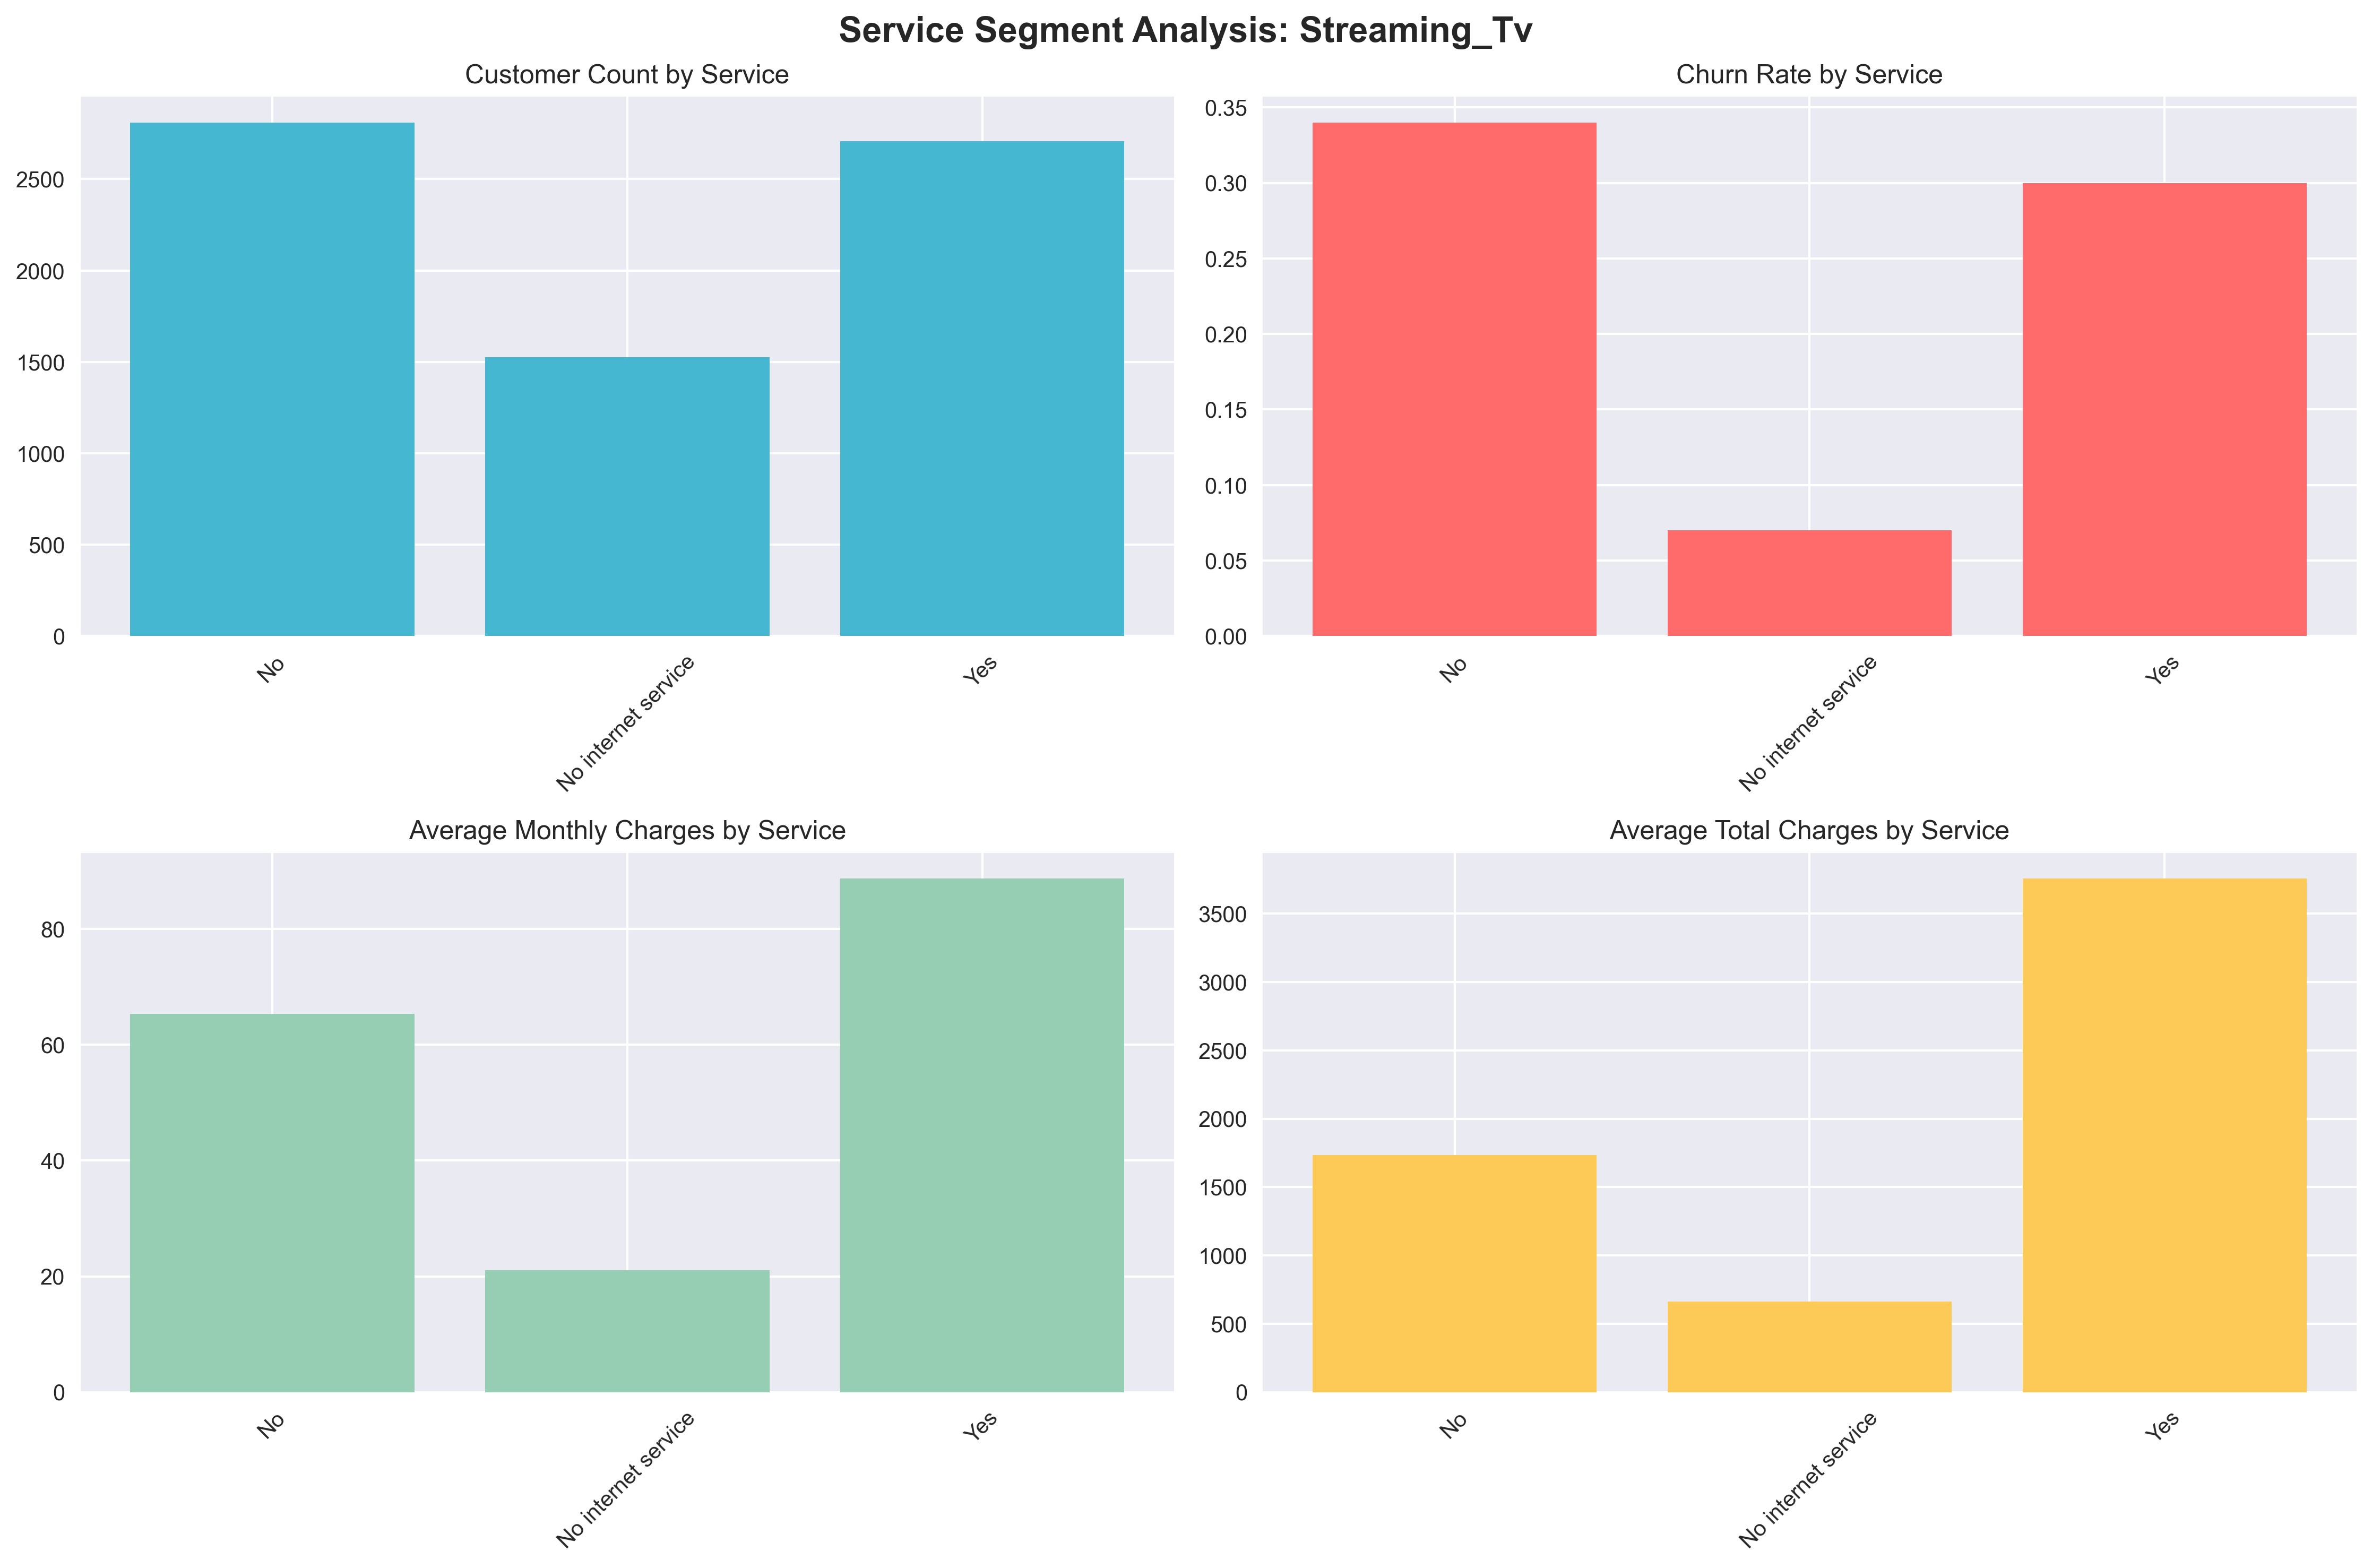 Service Segment Analysis: Streaming_Tv
Customer Count by Service
2500
2000
1500
1000
500
0
No
No internet service
Yes
Churn Rate by Service
0.35
0.30
0.25
0.20
0.15
0.10
0.05
0.00
No
No internet service
Yes
Average Monthly Charges by Service
80
60
40
20
0
No
No internet service
Yes
Average Total Charges by Service
3500
3000
2500
2000
1500
1000
500
0
No
No internet service
Yes